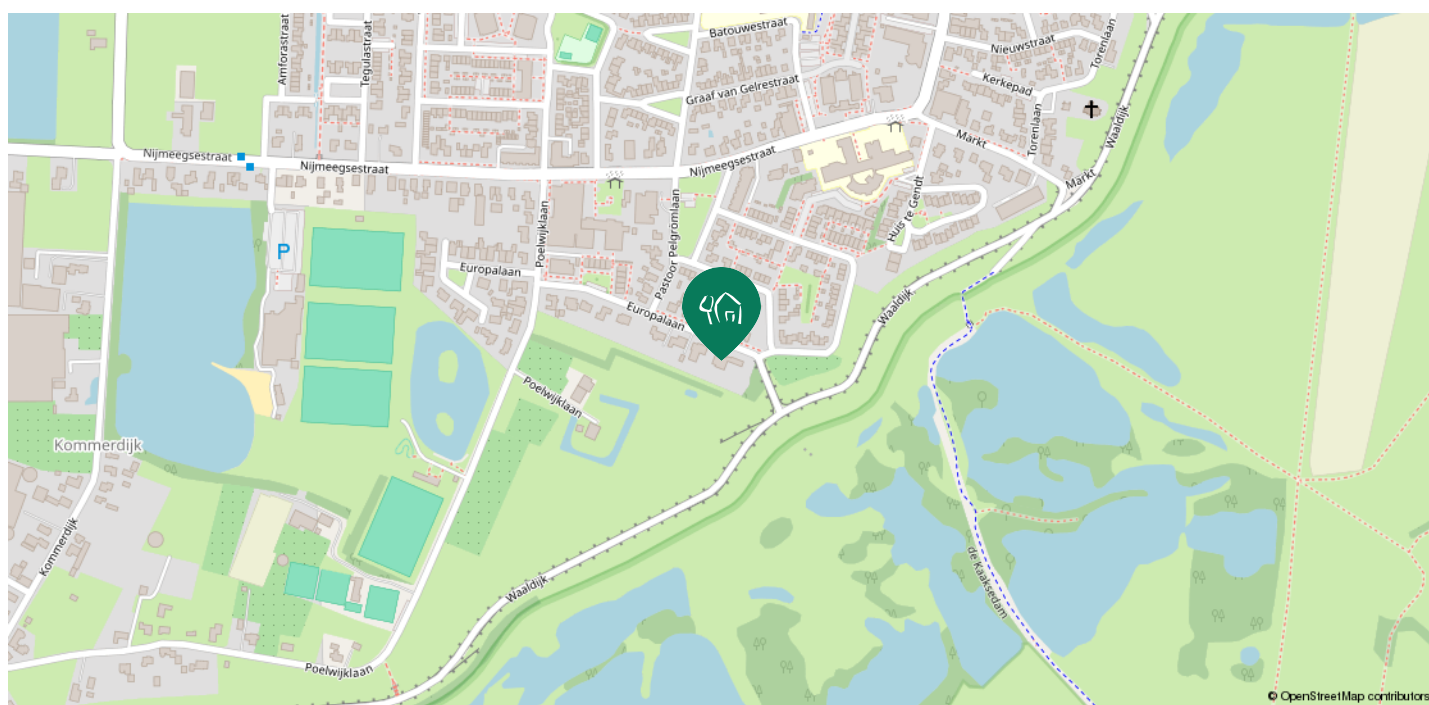 Batouwestraat
Nieuwstraat
Torenlaan
Amforastraat
Tegulastraat
Kerkepad
Graaf van Gelrestraat
Waaldijk
Torenlaan
Markt
Nijmeegsestraat
Nijmeegsestraat
Nijmeegsestraat
Markt
Huis te Gendt
Poelwijklaan
Pastoor Pelgrömlaan
P
Europalaan
Europalaan
Waaldijk
Poelwijklaan
Kommerdijk
Kommerdijk
Waaldijk
de Kaaksedam
Poelwijklaan
© OpenStreetMap contributors